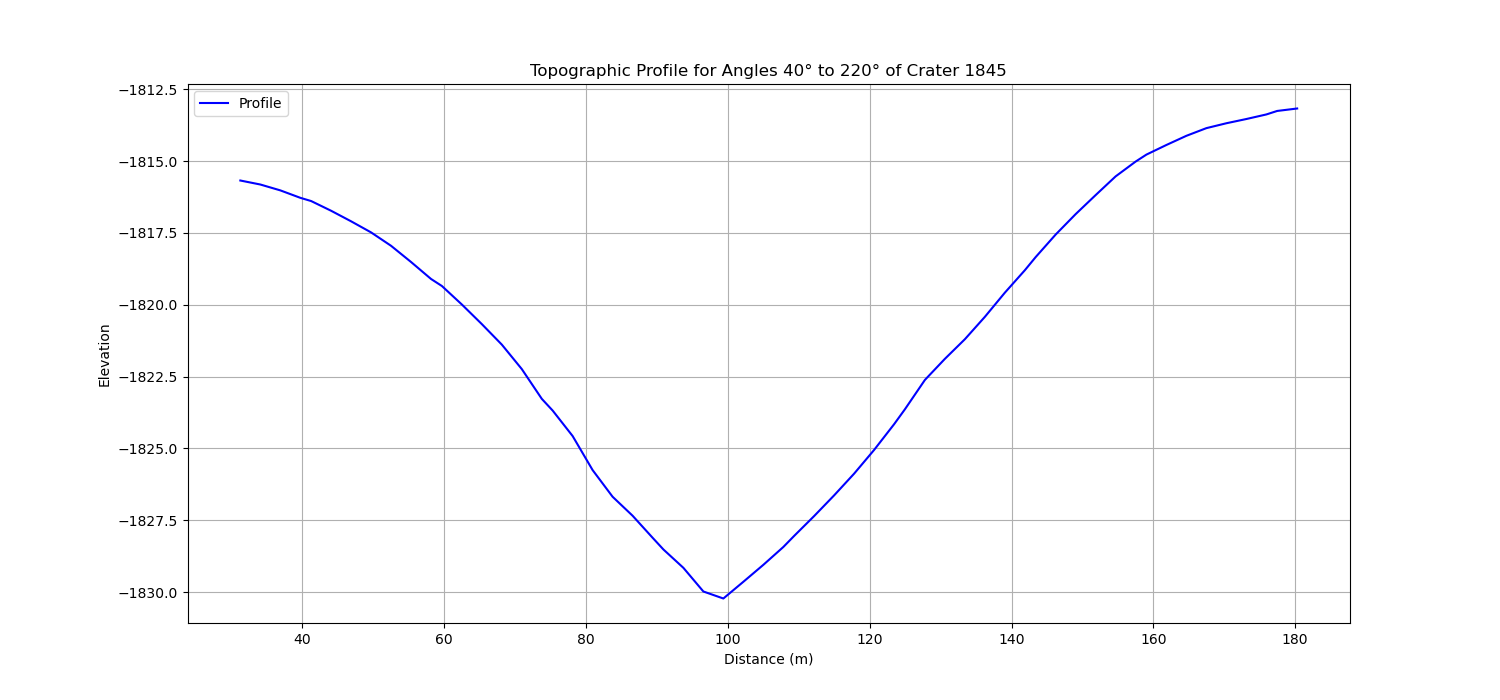 Topographic Profile for Angles 40° to 220° of Crater 1845
Profile
Elevation
−1812.5
−1815.0
−1817.5
−1820.0
−1822.5
−1825.0
−1827.5
−1830.0
40 60 80 100 120 140 160 180
Distance (m)